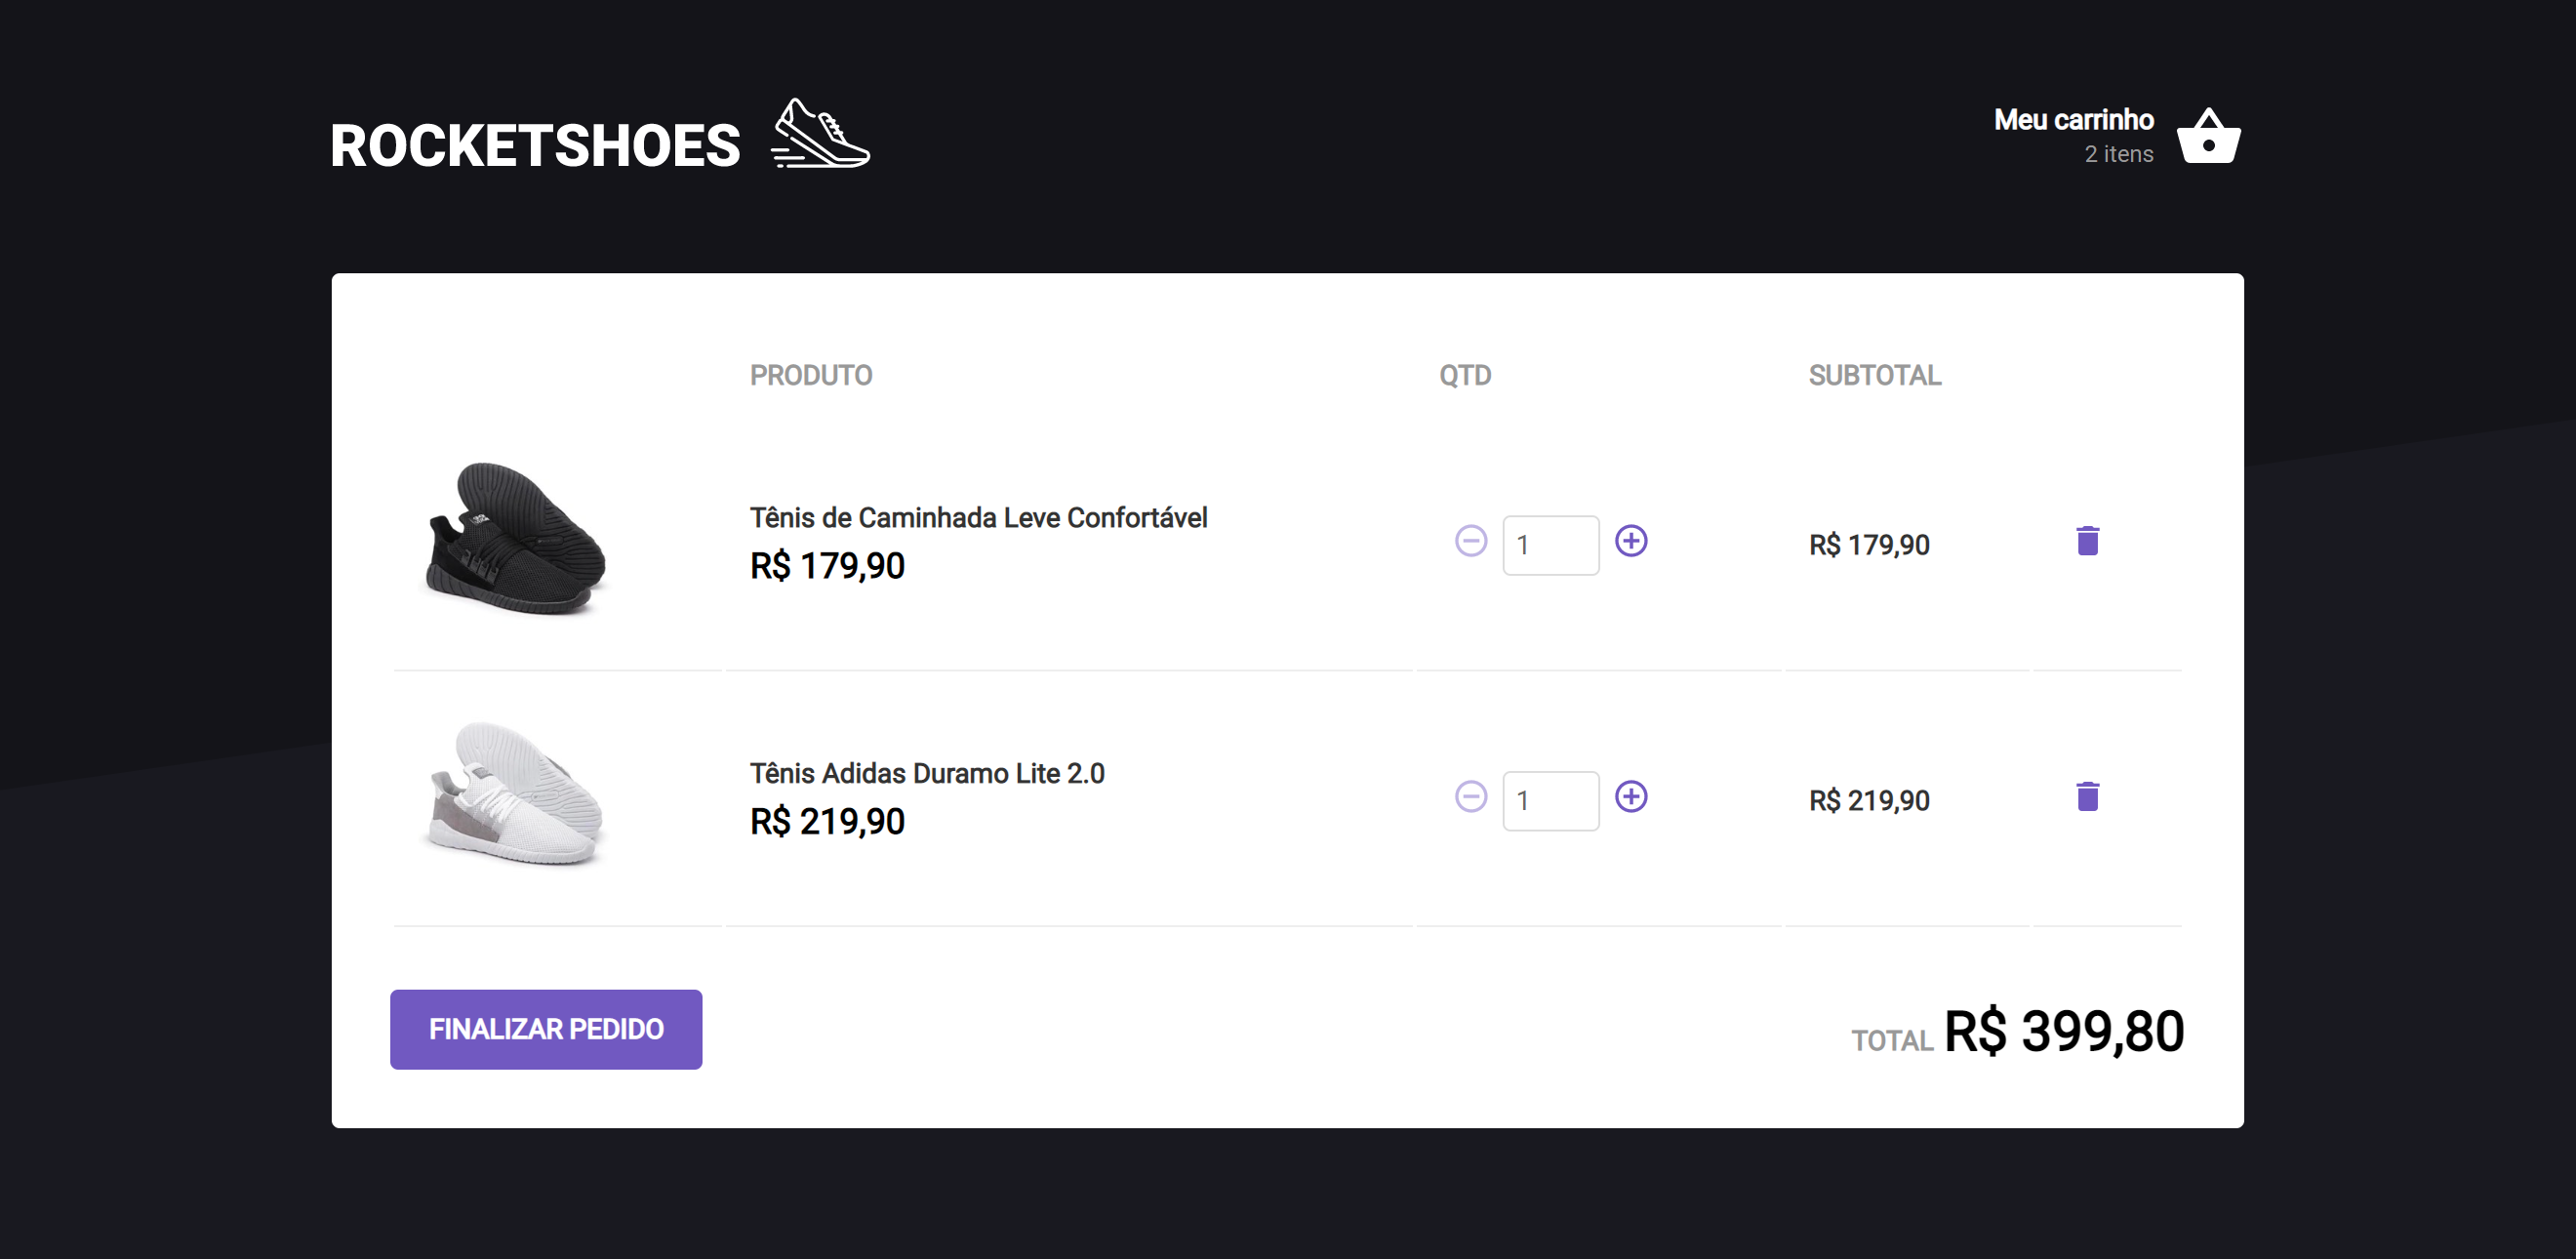 ROCKETSHOES
Meu carrinho
2 itens
PRODUTO QTD SUBTOTAL
Tênis de Caminhada Leve Confortável
R$ 179,90
1
R$ 179,90
Tênis Adidas Duramo Lite 2.0
R$ 219,90
1
R$ 219,90
FINALIZAR PEDIDO
TOTAL R$ 399,80